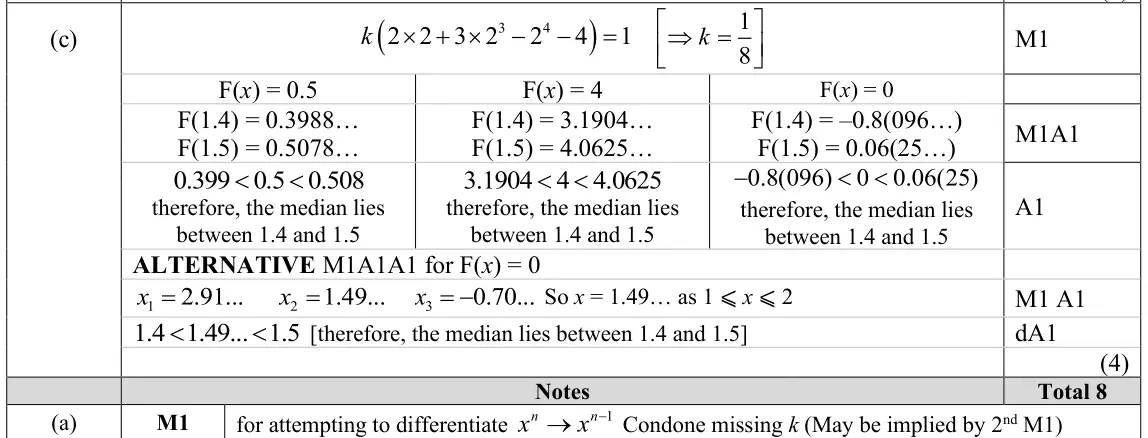 (c) k(2×2+3×2³−2⁴−4)=1 [⇒k=1/8] M1
F(x) = 0.5 F(x) = 4 F(x) = 0
F(1.4) = 0.3988… F(1.4) = 3.1904… F(1.4) = –0.8(096…) M1A1
F(1.5) = 0.5078… F(1.5) = 4.0625… F(1.5) = 0.06(25…)
0.399 < 0.5 < 0.508 3.1904 < 4 < 4.0625 −0.8(096) < 0 < 0.06(25) A1
therefore, the median lies therefore, the median lies therefore, the median lies
between 1.4 and 1.5 between 1.4 and 1.5 between 1.4 and 1.5
ALTERNATIVE M1A1A1 for F(x) = 0
x₁ = 2.91... x₂ = 1.49... x₃ = −0.70... So x = 1.49… as 1 ⩽ x ⩽ 2 M1 A1
1.4 < 1.49... < 1.5 [therefore, the median lies between 1.4 and 1.5] dA1
(4)
Notes Total 8
(a) M1 for attempting to differentiate xⁿ → xⁿ⁻¹ Condone missing k (May be implied by 2nd M1)